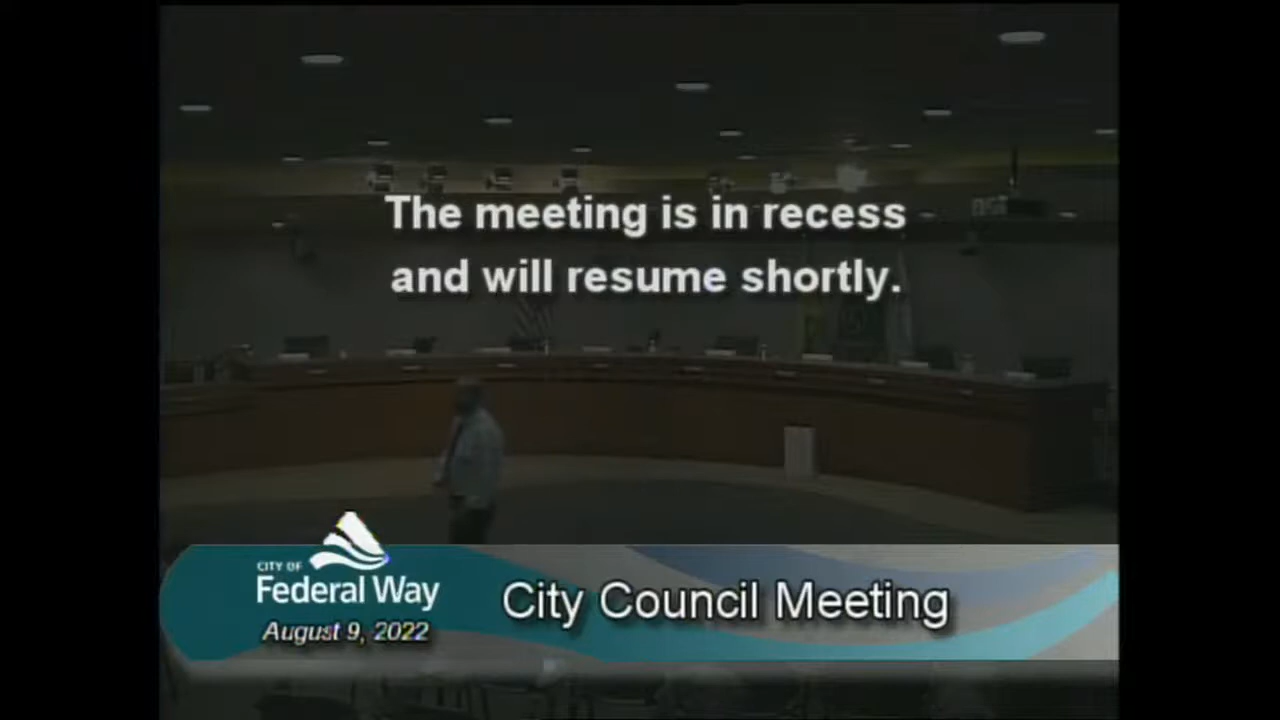 The meeting is in recess
and will resume shortly.
CITY OF
Federal Way
August 9, 2022
City Council Meeting